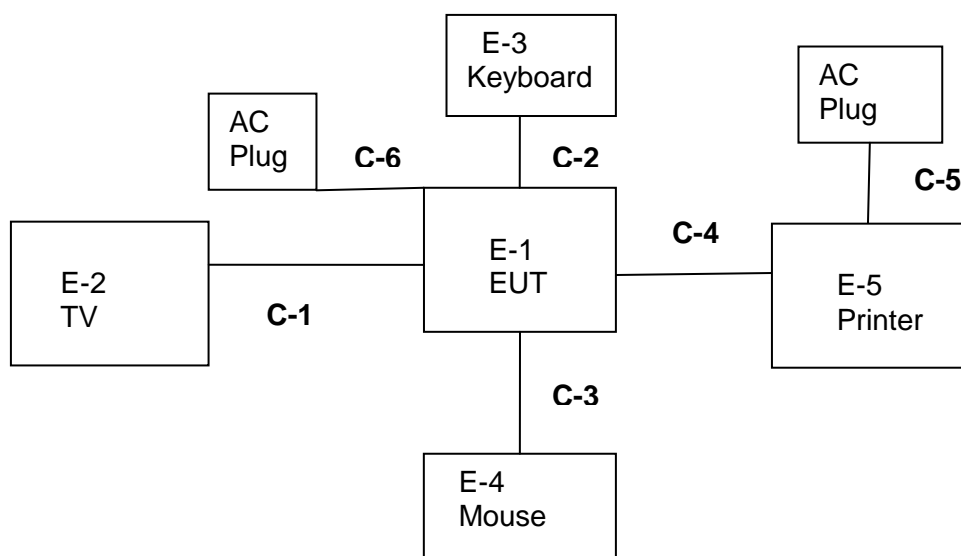 E-3
Keyboard
AC
Plug
AC
Plug
C-6
C-2
C-5
E-1
EUT
C-4
E-2
TV
C-1
E-5
Printer
C-3
E-4
Mouse